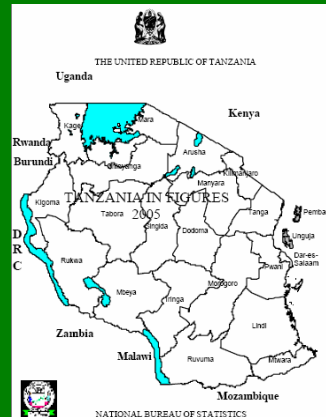 THE UNITED REPUBLIC OF TANZANIA
Uganda
Kenya
Mara
Kage
Rwanda
Burundi
Shinyanga
Arusha
Kilimanjaro
Manyara
TANZANIA IN FIGURES
2005
Kigoma
Tabora
Singida
Dodoma
Tanga
Pemba
Unguja
Dar-es-
Salaam
D
R
C
Rukwa
Mbeya
Iringa
Morogoro
Pwani
Lindi
Zambia
Malawi
Ruvuma
Mtwara
Mozambique
NATIONAL BUREAU OF STATISTICS